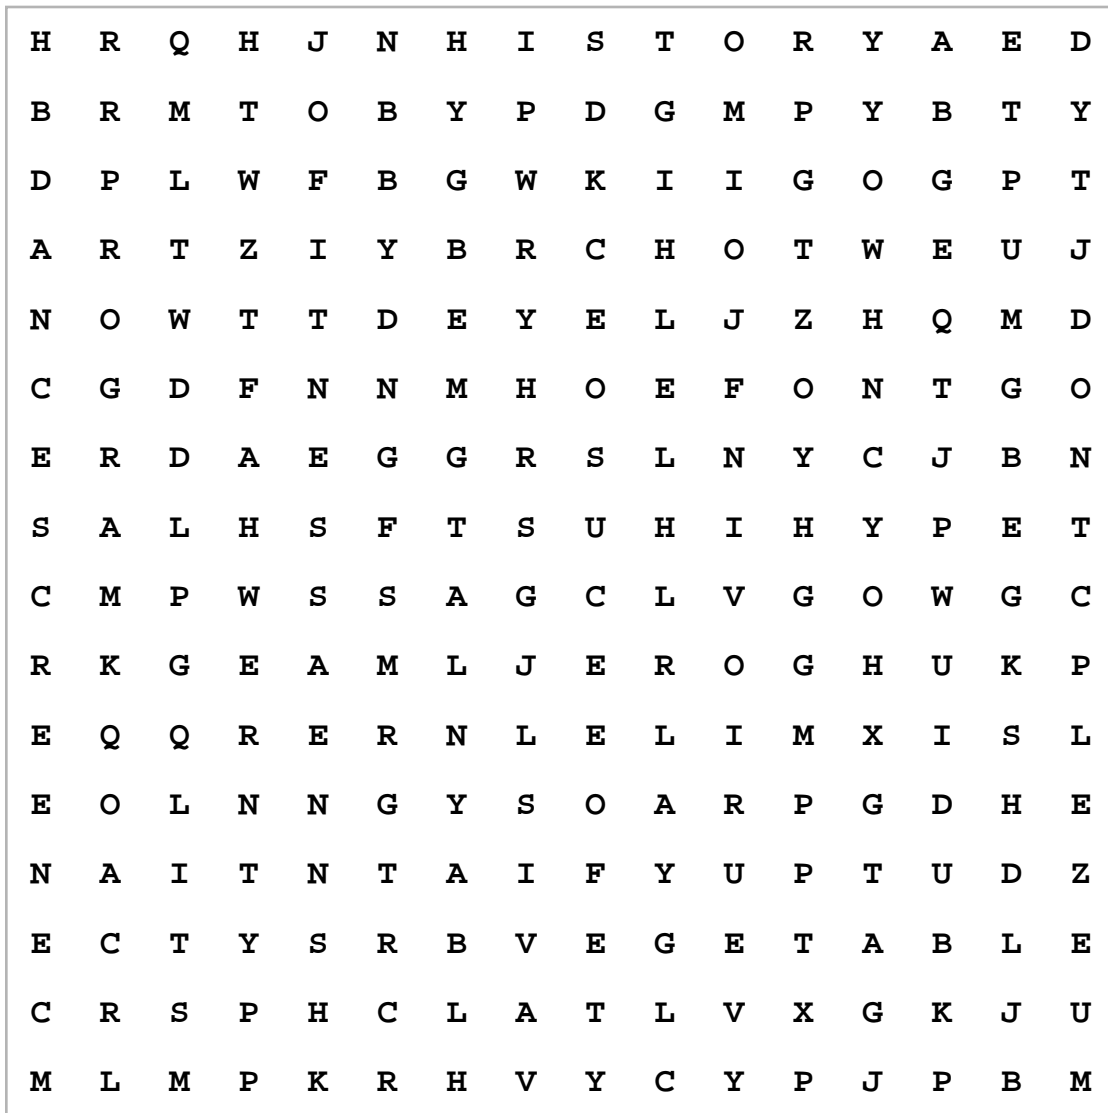 H R Q H J N H I S T O R Y A E D
B R M T O B Y P D G M P Y B T Y
D P L W F B G W K I I G O G P T
A R T Z I Y B R C H O T W E U J
N O W T T D E Y E L J Z H Q M D
C G D F N N M H O E F O N T G O
E R D A E G G R S L N Y C J B N
S A L H S F T S U H I H Y P E T
C M P W S S A G C L V G O W G C
R K G E A M L J E R O G H U K P
E Q Q R E R N L E L I M X I S L
E O L N N G Y S O A R P G D H E
N A I T N T A I F Y U P T U D Z
E C T Y S R B V E G E T A B L E
C R S P H C L A T L V X G K J U
M L M P K R H V Y C Y P J P B M